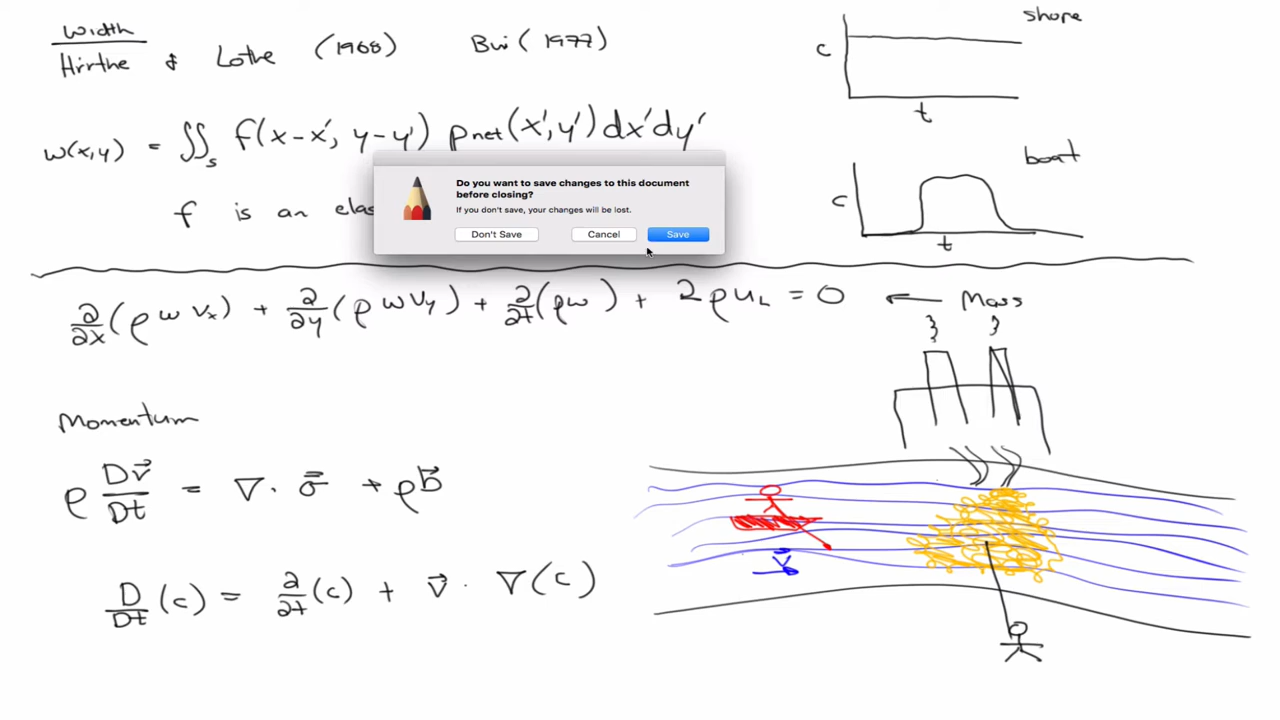 Width
Hirthe & Lothe (1968) Bui (1977)
w(x,y) = ∬s f(x-x', y-y') ρnet(x',y')dx'dy'
f is an elas
Do you want to save changes to this document
before closing?
If you don't save, your changes will be lost.
Don't Save Cancel Save
shore
c
t
boat
c
t
∂/∂x(ρwvx) + ∂/∂y(ρwvy) + ∂/∂t(ρw) + 2ρuL = 0 ← Mass
Momentum
ρ Dv⃗/Dt = ∇ · σ̿ + ρb⃗
D/Dt(c) = ∂/∂t(c) + v⃗ · ∇(c)
v